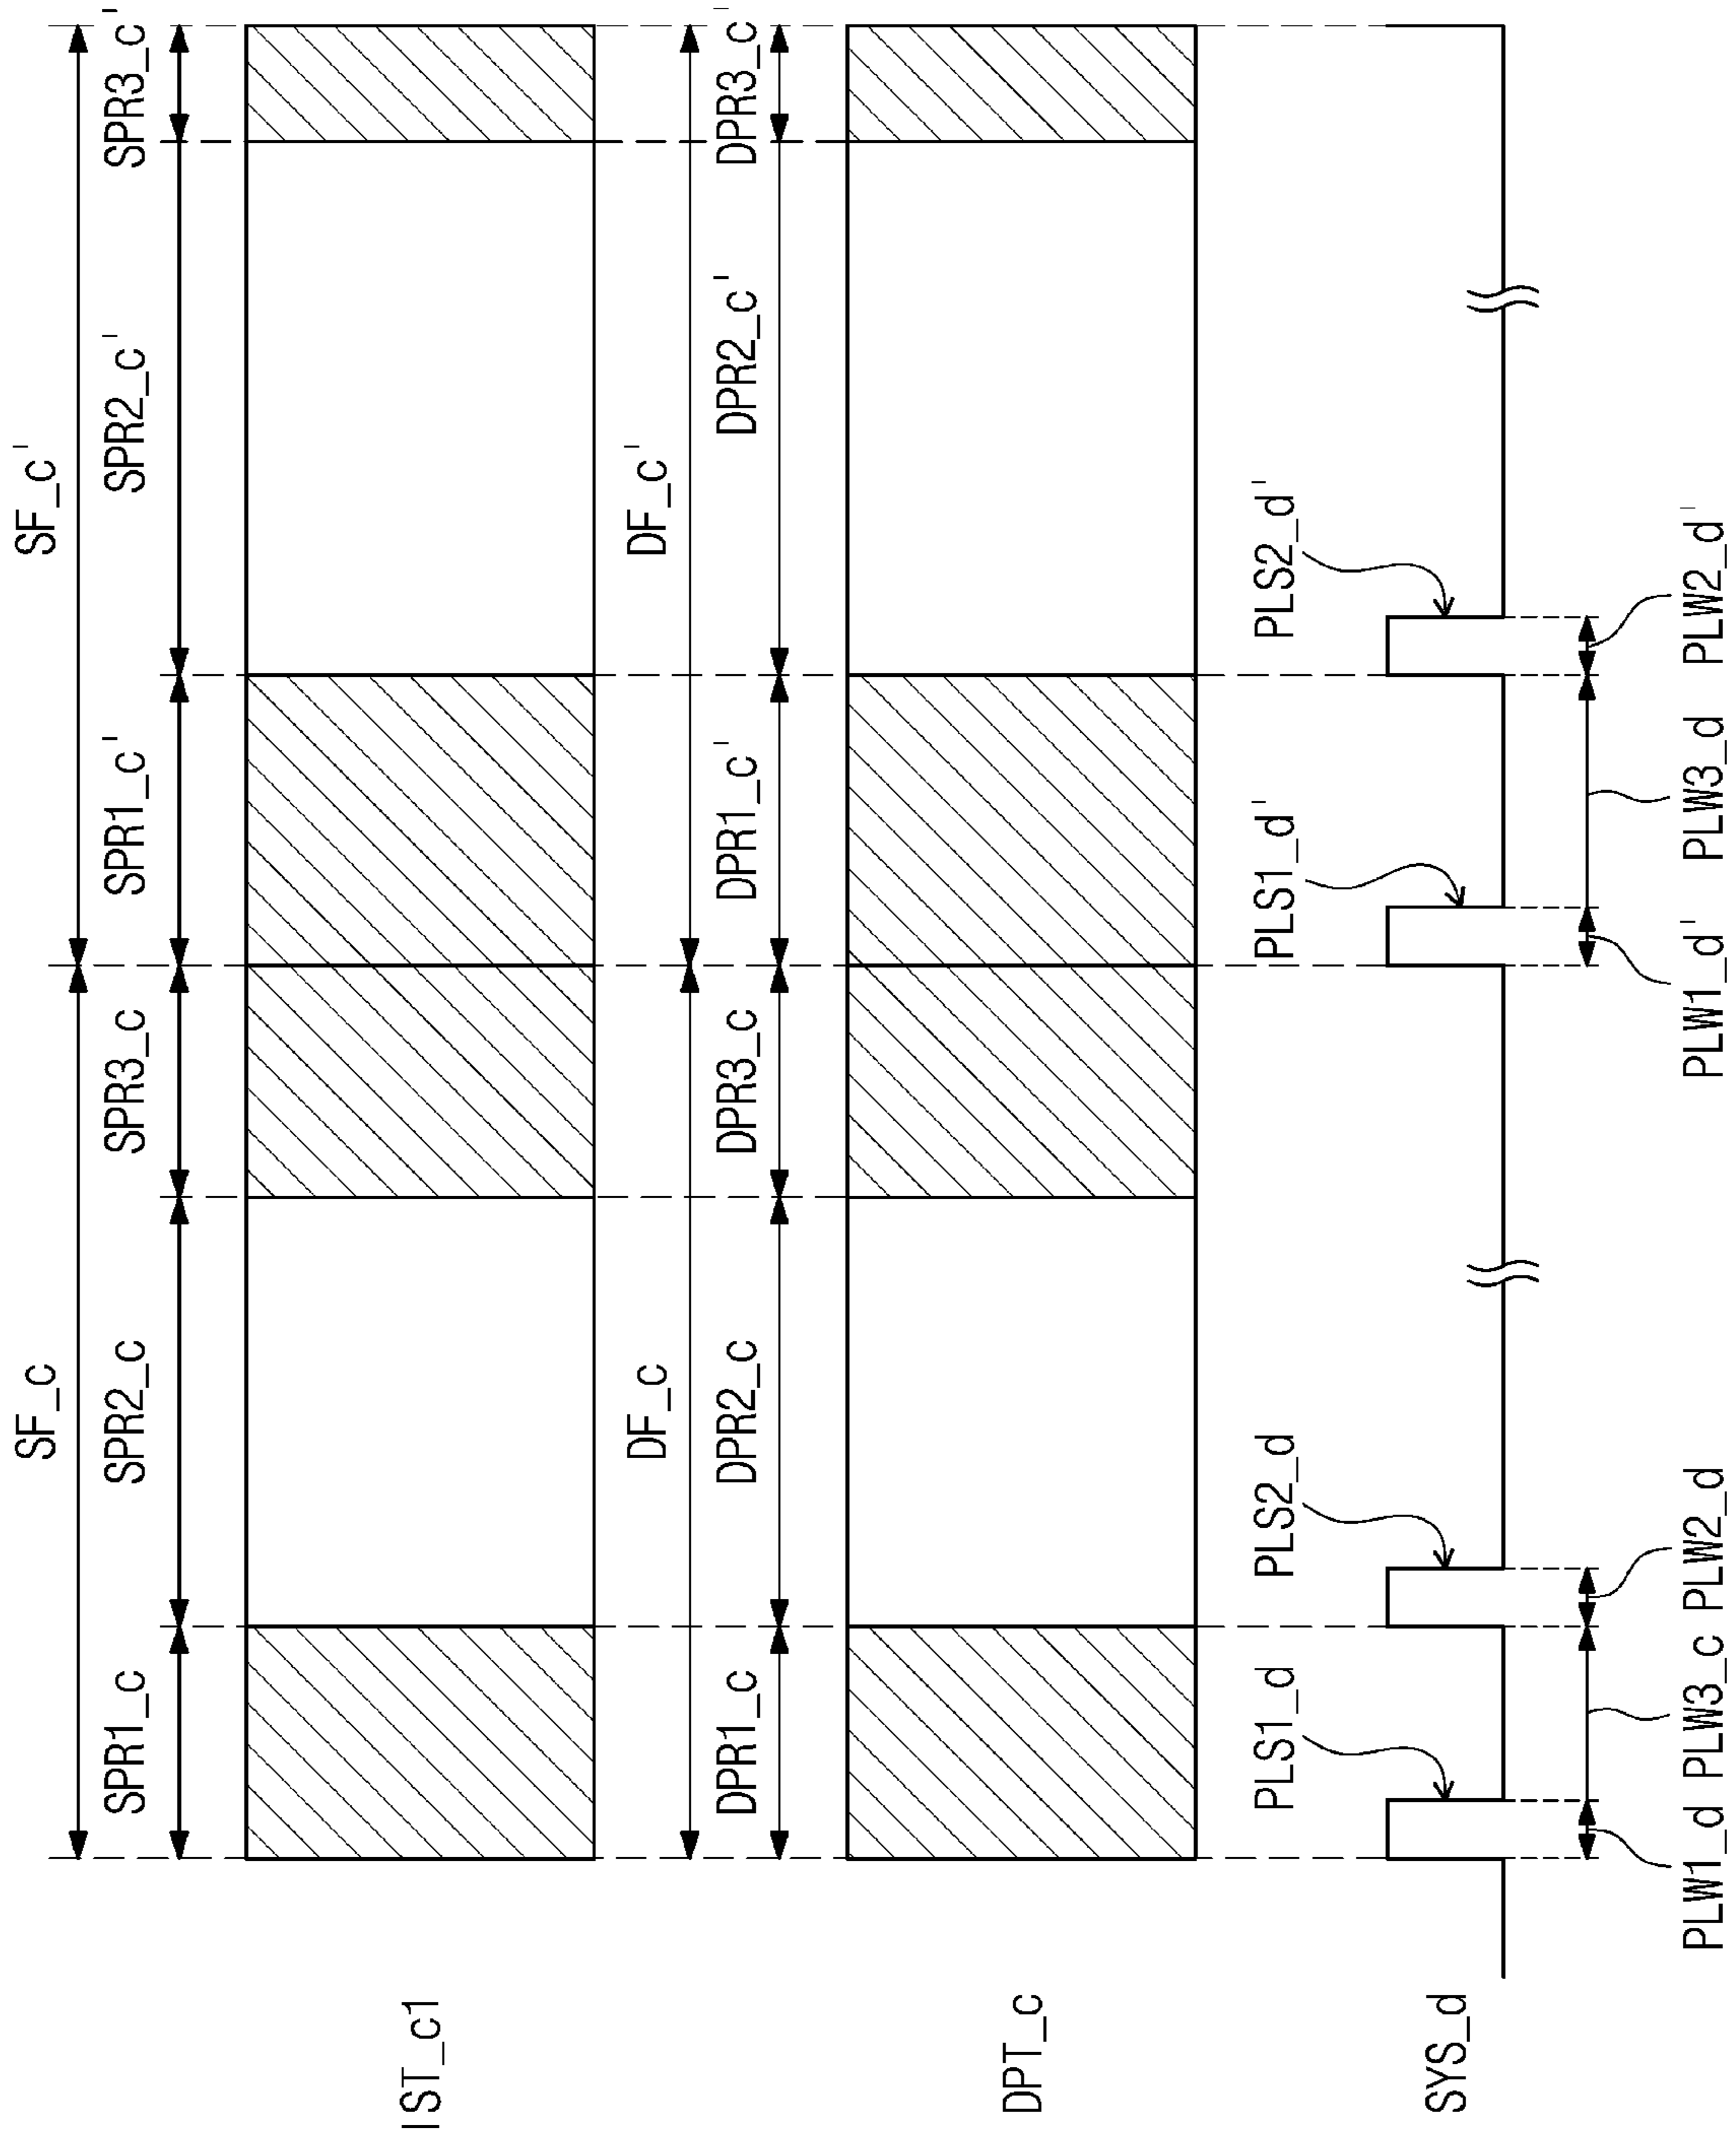 SF_c SF_c'
SPR1_c SPR2_c SPR3_c SPR1_c' SPR2_c' SPR3_c'
IST_c1
DF_c DF_c'
DPR1_c DPR2_c DPR3_c DPR1_c' DPR2_c' DPR3_c'
DPT_c
PLS1_d PLS2_d PLS1_d' PLS2_d'
SYS_d
PLW1_d PLW3_c PLW2_d PLW1_d' PLW3_d PLW2_d'